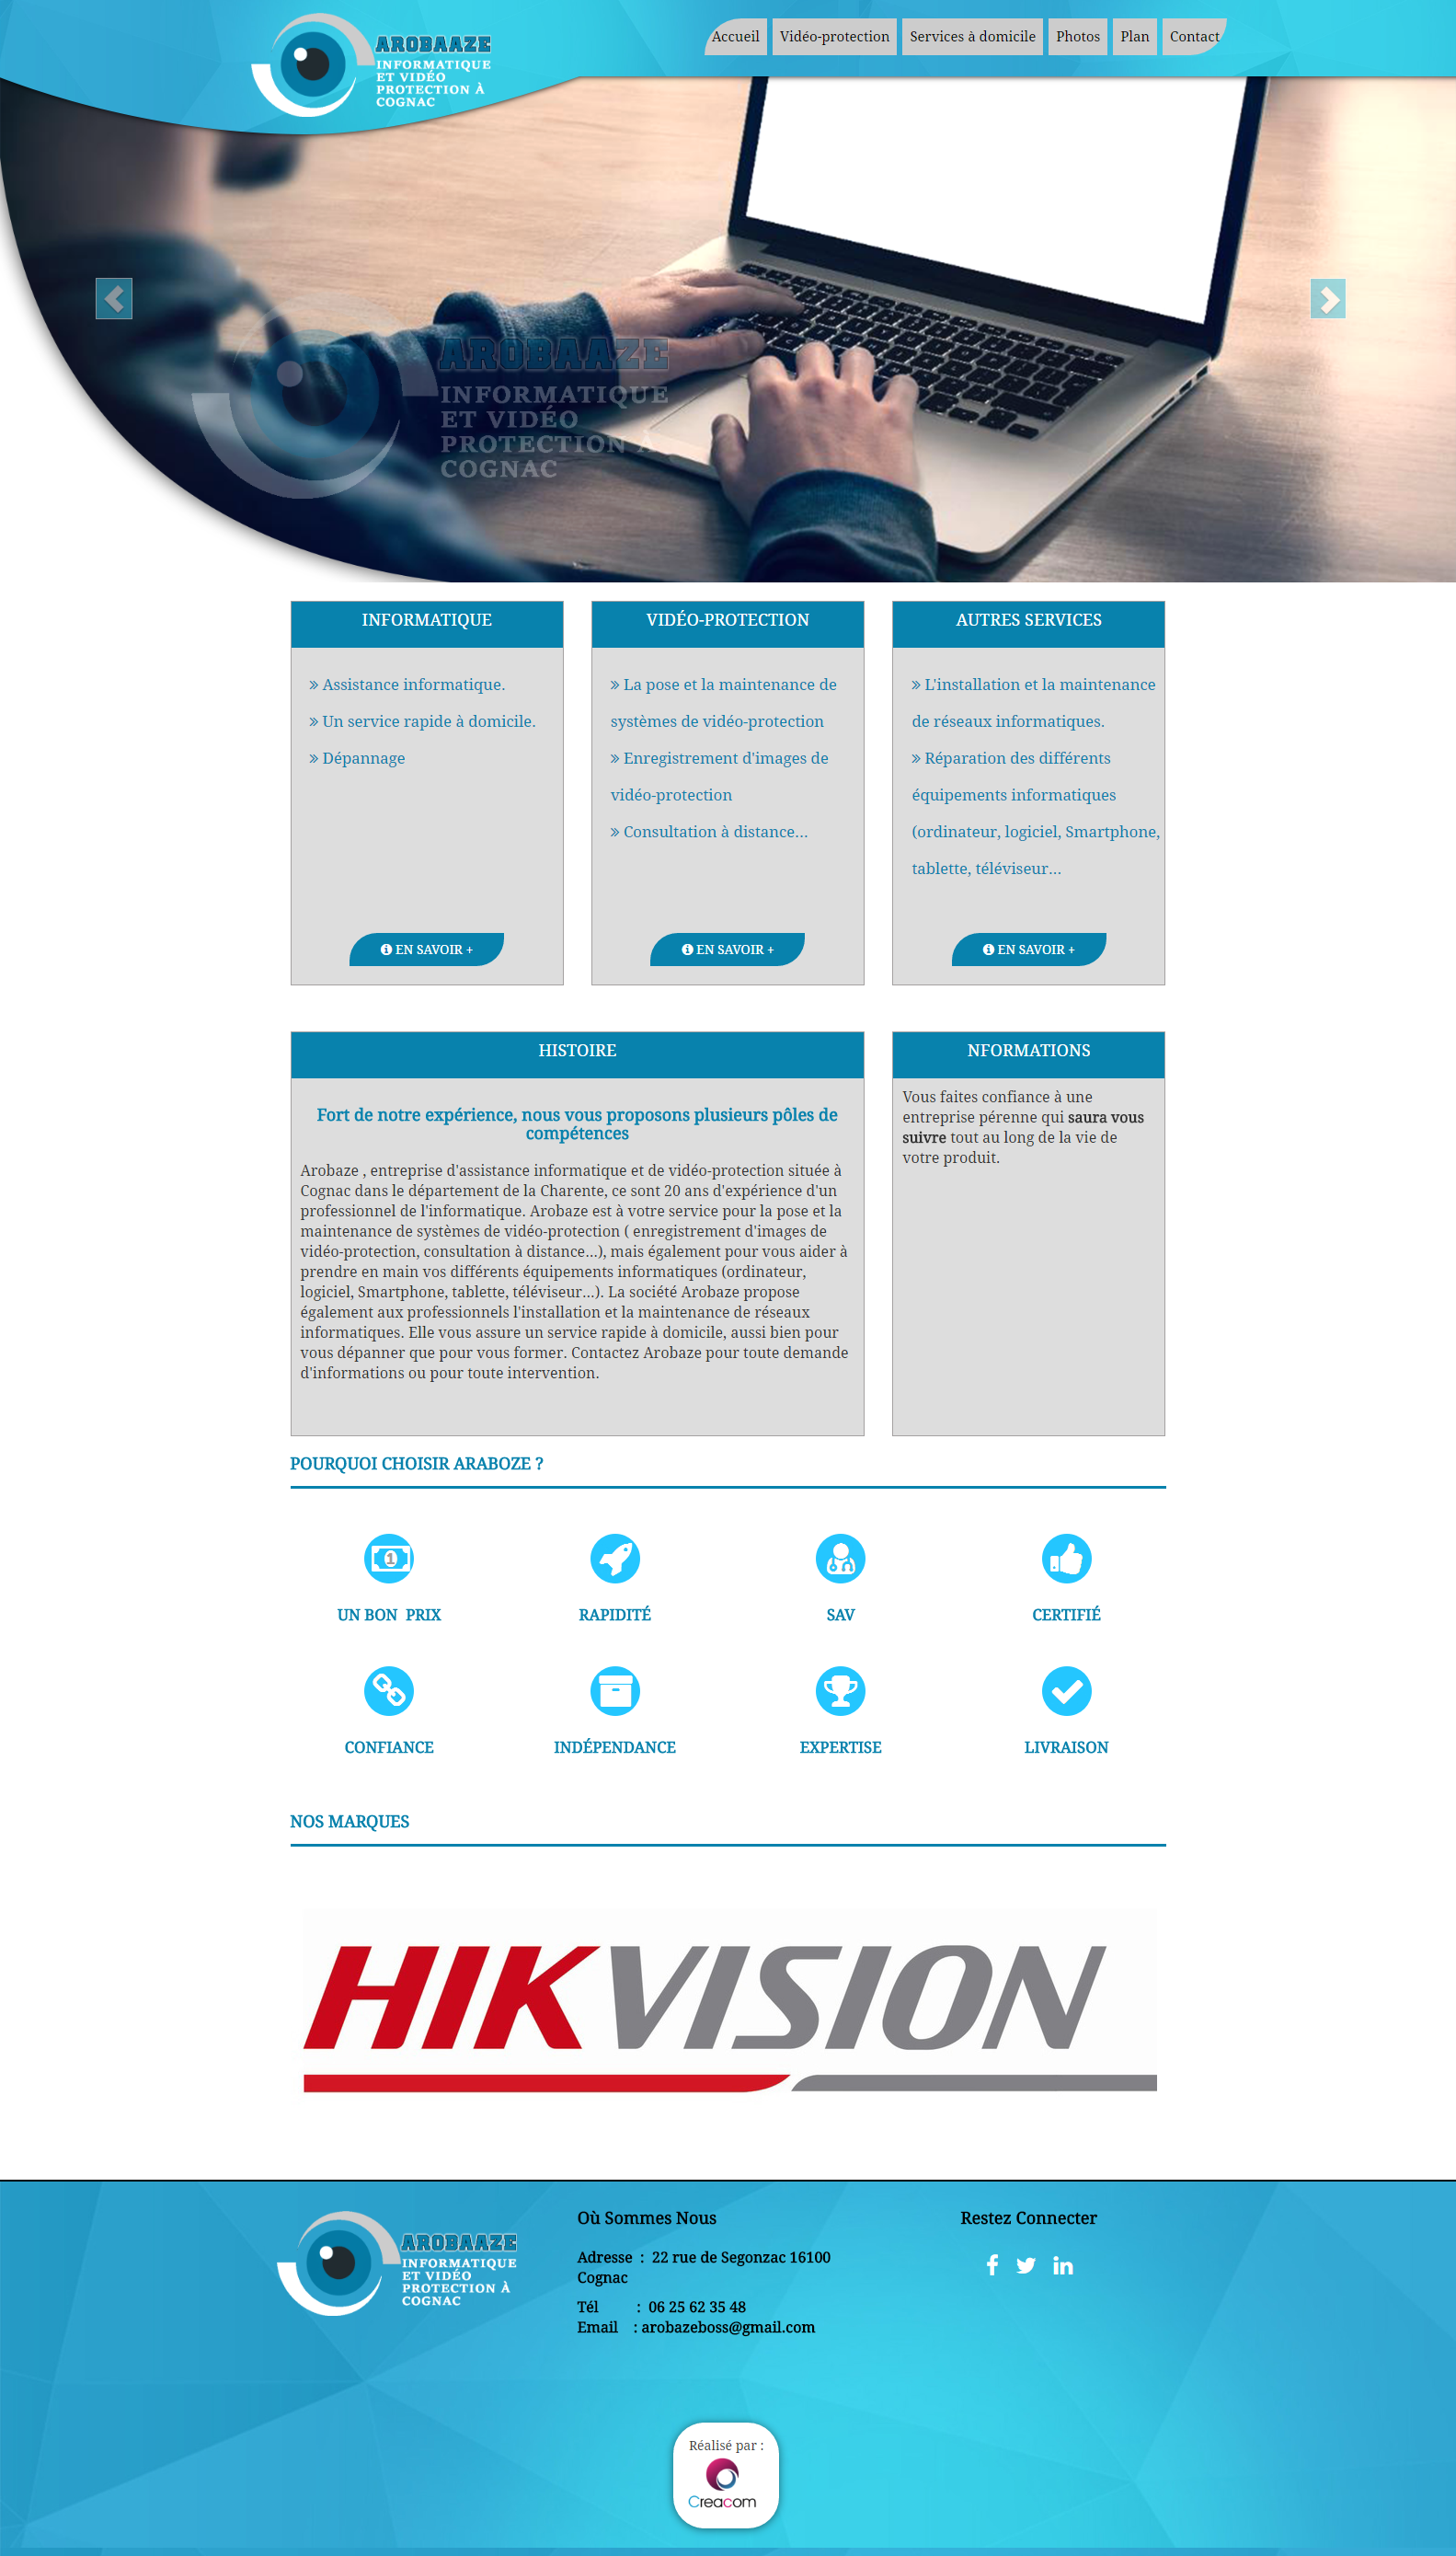 AROBAAZE
INFORMATIQUE
ET VIDÉO
PROTECTION À
COGNAC
Accueil
Vidéo-protection
Services à domicile
Photos
Plan
Contact
AROBAAZE
INFORMATIQUE
ET VIDÉO
PROTECTION À
COGNAC
INFORMATIQUE
» Assistance informatique.
» Un service rapide à domicile.
» Dépannage
EN SAVOIR +
VIDÉO-PROTECTION
» La pose et la maintenance de
systèmes de vidéo-protection
» Enregistrement d'images de
vidéo-protection
» Consultation à distance...
EN SAVOIR +
AUTRES SERVICES
» L'installation et la maintenance
de réseaux informatiques.
» Réparation des différents
équipements informatiques
(ordinateur, logiciel, Smartphone,
tablette, téléviseur...
EN SAVOIR +
HISTOIRE
Fort de notre expérience, nous vous proposons plusieurs pôles de
compétences
Arobaze , entreprise d'assistance informatique et de vidéo-protection située à
Cognac dans le département de la Charente, ce sont 20 ans d'expérience d'un
professionnel de l'informatique. Arobaze est à votre service pour la pose et la
maintenance de systèmes de vidéo-protection ( enregistrement d'images de
vidéo-protection, consultation à distance...), mais également pour vous aider à
prendre en main vos différents équipements informatiques (ordinateur,
logiciel, Smartphone, tablette, téléviseur...). La société Arobaze propose
également aux professionnels l'installation et la maintenance de réseaux
informatiques. Elle vous assure un service rapide à domicile, aussi bien pour
vous dépanner que pour vous former. Contactez Arobaze pour toute demande
d'informations ou pour toute intervention.
NFORMATIONS
Vous faites confiance à une
entreprise pérenne qui saura vous
suivre tout au long de la vie de
votre produit.
POURQUOI CHOISIR ARABOZE ?
1
UN BON  PRIX
RAPIDITÉ
SAV
CERTIFIÉ
CONFIANCE
INDÉPENDANCE
EXPERTISE
LIVRAISON
NOS MARQUES
HIKVISION
AROBAAZE
INFORMATIQUE
ET VIDÉO
PROTECTION À
COGNAC
Où Sommes Nous
Adresse  :  22 rue de Segonzac 16100
Cognac
Tél  :  06 25 62 35 48
Email  : arobazeboss@gmail.com
Restez Connecter
Réalisé par :
Creacom